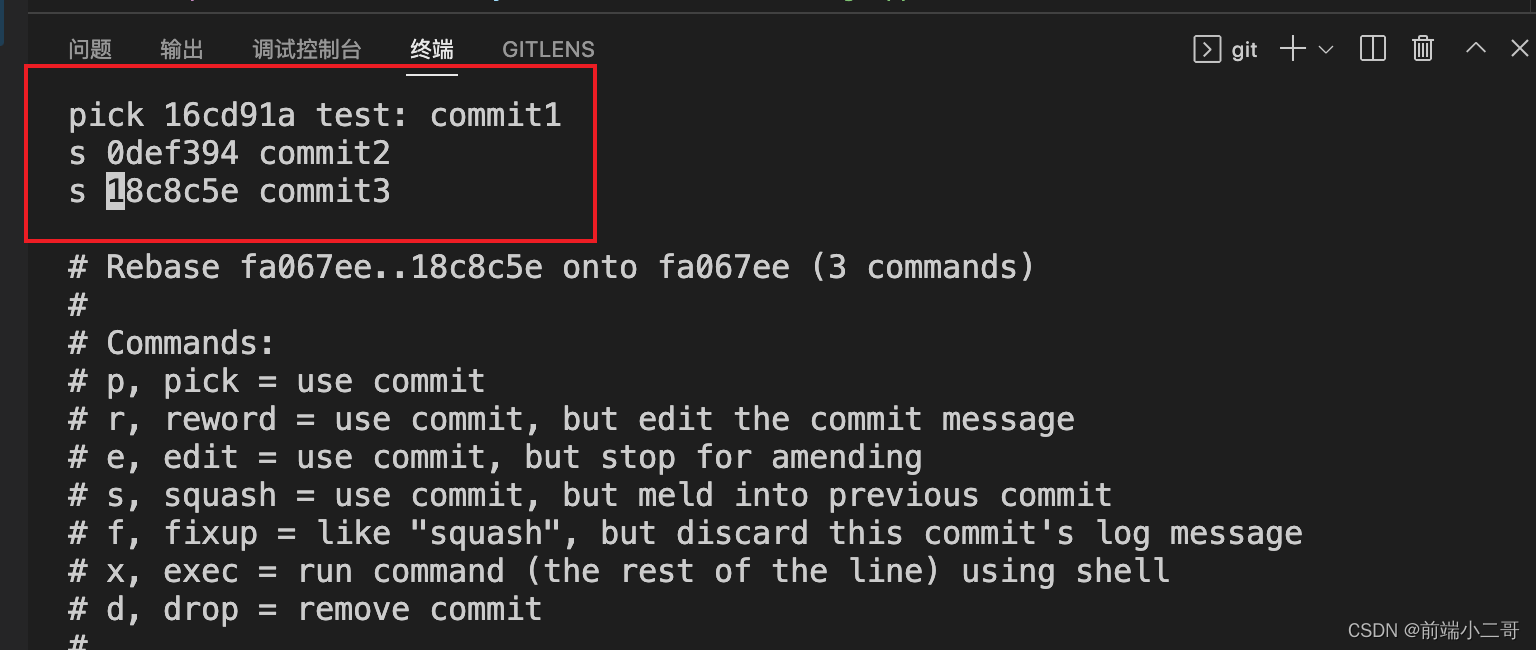 问题 输出 调试控制台 终端 GITLENS git
pick 16cd91a test: commit1
s 0def394 commit2
s 18c8c5e commit3
# Rebase fa067ee..18c8c5e onto fa067ee (3 commands)
#
# Commands:
# p, pick = use commit
# r, reword = use commit, but edit the commit message
# e, edit = use commit, but stop for amending
# s, squash = use commit, but meld into previous commit
# f, fixup = like "squash", but discard this commit's log message
# x, exec = run command (the rest of the line) using shell
# d, drop = remove commit
#
CSDN @前端小二哥